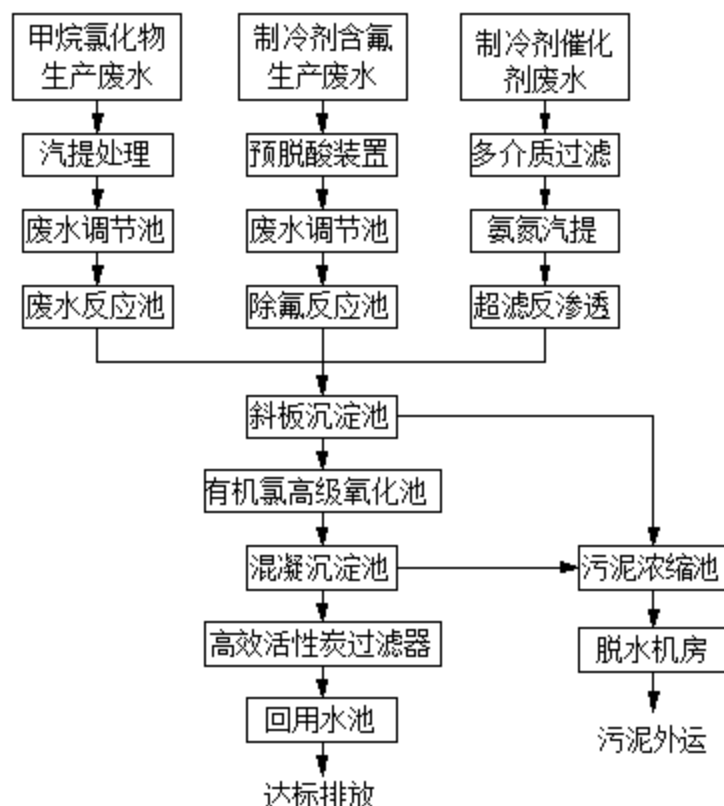 甲烷氯化物
生产废水
制冷剂含氟
生产废水
制冷剂催化
剂废水
汽提处理
预脱酸装置
多介质过滤
废水调节池
废水调节池
氨氮汽提
废水反应池
除氟反应池
超滤反渗透
斜板沉淀池
有机氯高级氧化池
混凝沉淀池
污泥浓缩池
高效活性炭过滤器
脱水机房
回用水池
污泥外运
达标排放